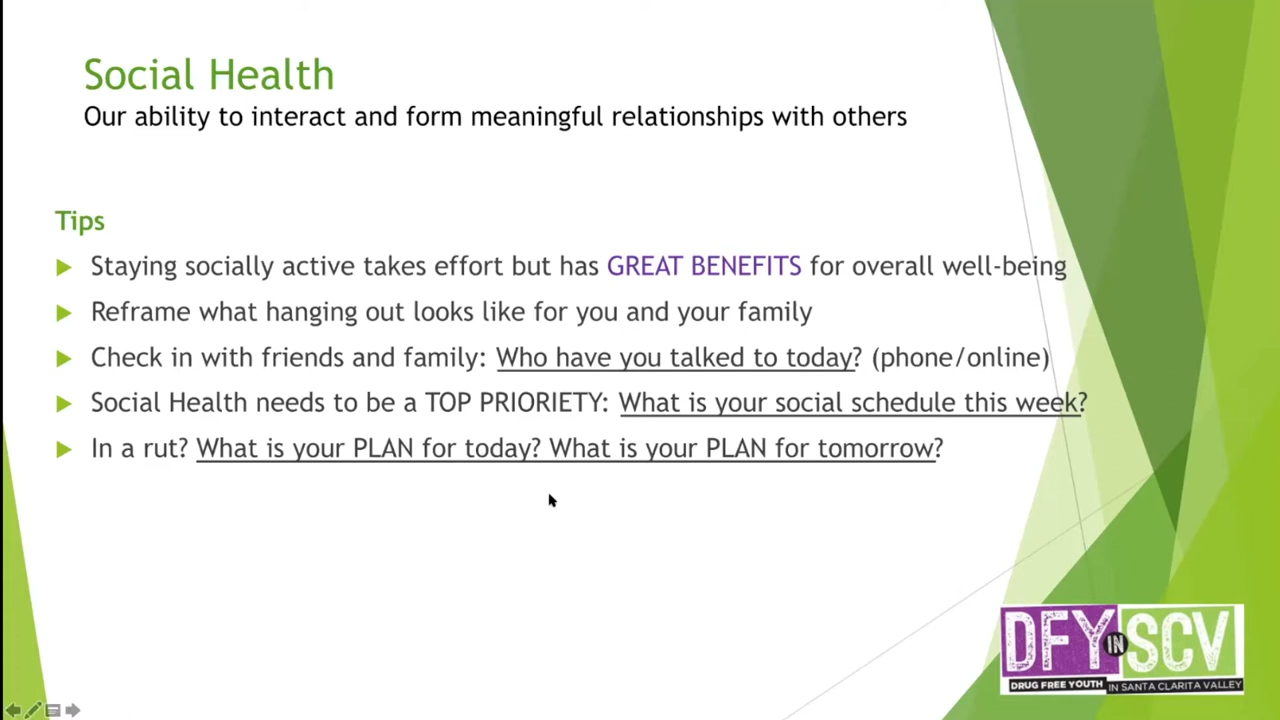 Social Health
Our ability to interact and form meaningful relationships with others
Tips
Staying socially active takes effort but has GREAT BENEFITS for overall well-being
Reframe what hanging out looks like for you and your family
Check in with friends and family: Who have you talked to today? (phone/online)
Social Health needs to be a TOP PRIORIETY: What is your social schedule this week?
In a rut? What is your PLAN for today? What is your PLAN for tomorrow?
DFY IN SCV
DRUG FREE YOUTH IN SANTA CLARITA VALLEY